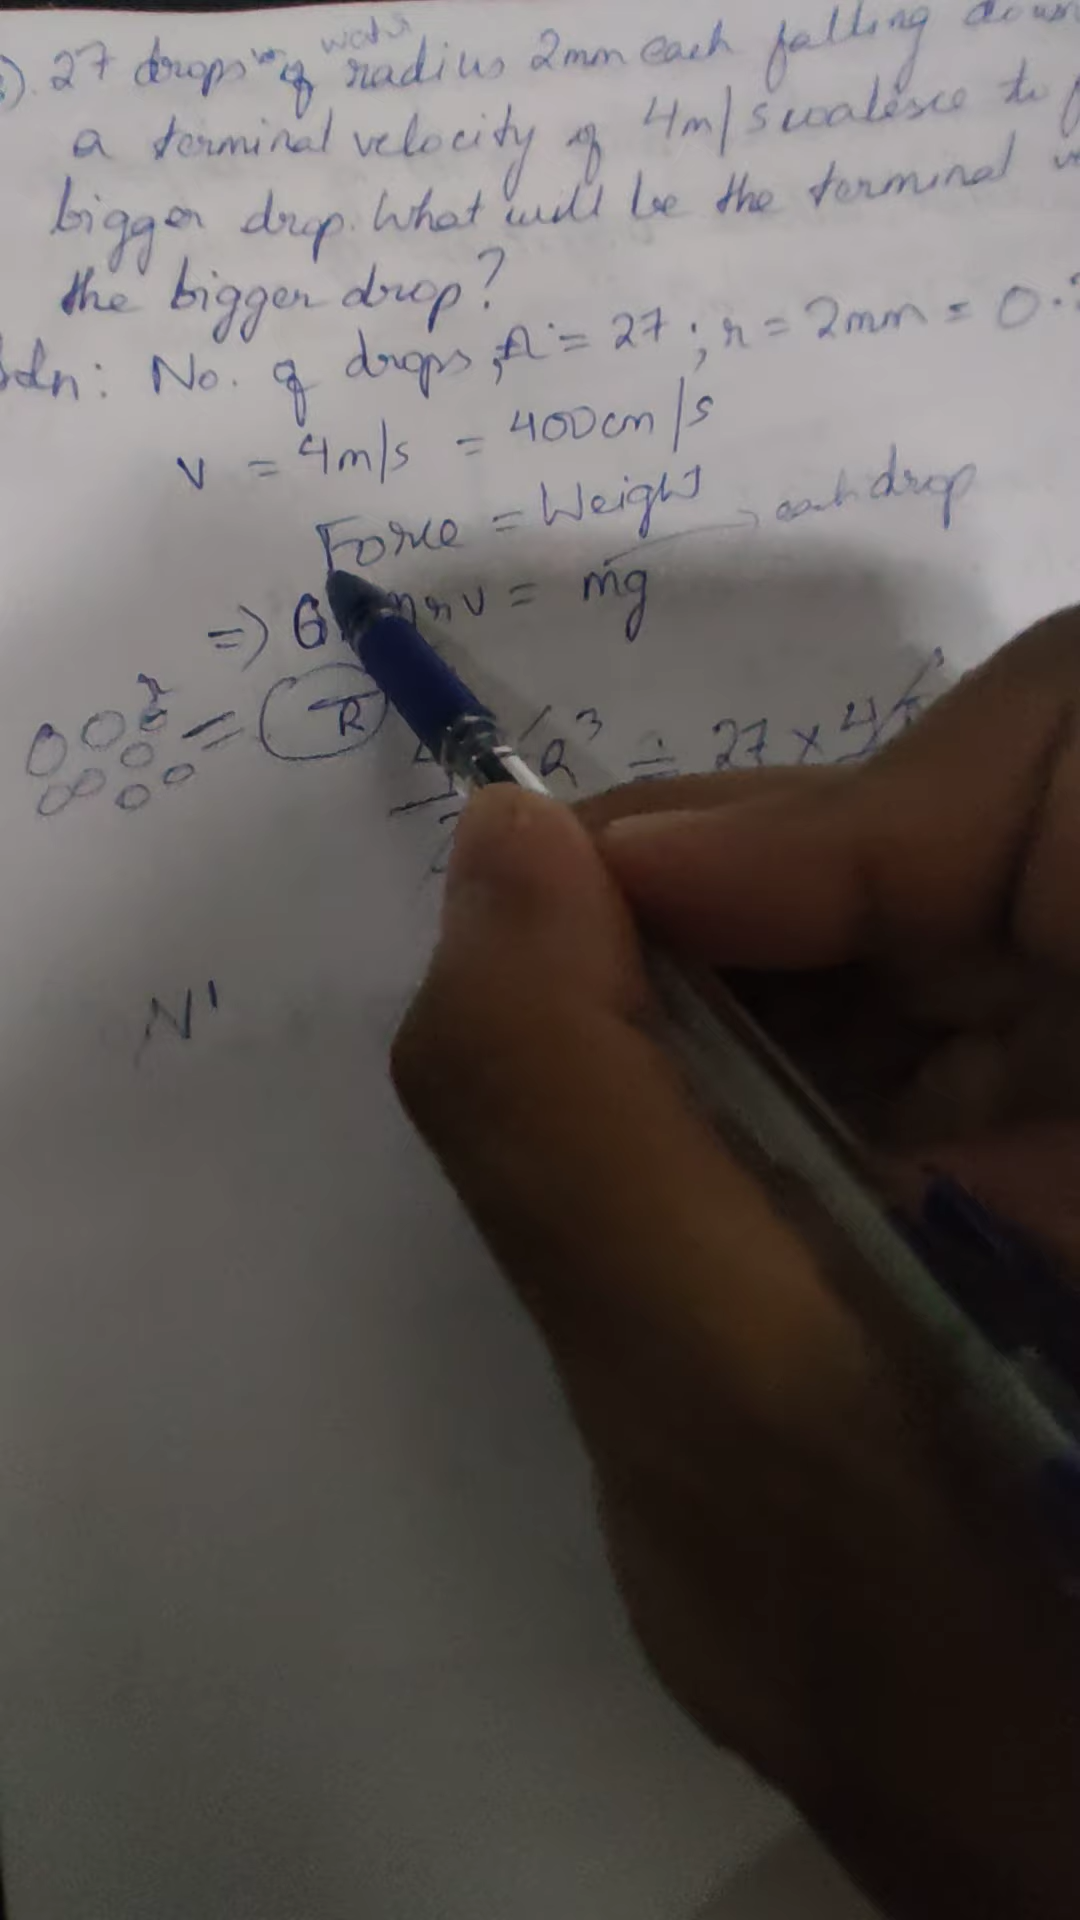 27 drops of water radius 2mm each falling down
a terminal velocity of 4m/s coalesce to
bigger drop. What will be the terminal
the bigger drop?
Soln: No. of drops, n = 27 ; r = 2mm = 0.
v = 4m/s = 400cm/s
Force = Weight
each drop
=> 6 η r v = mg
r
= R
R³ = 27 × 4
N'